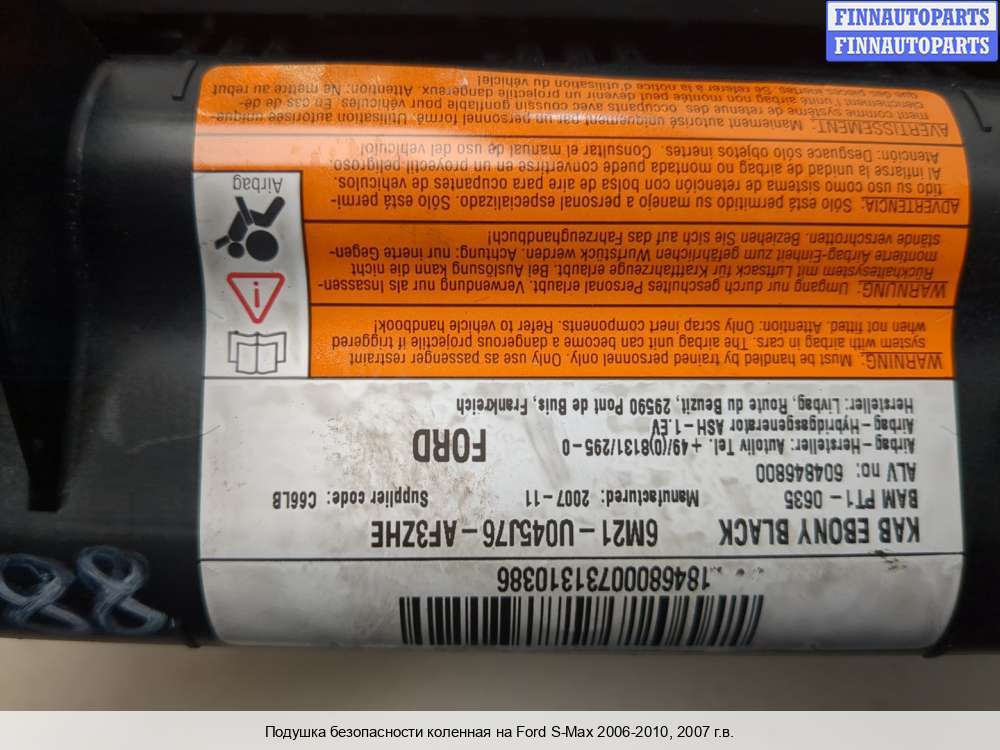 FINNAUTOPARTS
FINNAUTOPARTS
18468000731310386
KAB EBONY BLACK 6M21-U045J76-AF3ZHE
BAM PT1-0635 Manufactured: 2007-11 Supplier code: C66LB
ALV no: 604846800
Airbag-Hersteller: Autoliv Tel. +49/(0)8131/295-0
Airbag-Hybridgasgenerator ASH-1.EV
Hersteller: Livbag, Route du Beuzit, 29590 Pont de Buis, Frankreich
FORD
WARNING: Must be handled by trained personnel only. Only use as passenger restraint
system with airbag in cars. The airbag unit can become a dangerous projectile if triggered
when not fitted. Attention: Only scrap inert components. Refer to vehicle handbook!
WARNUNG: Umgang nur durch geschultes Personal erlaubt. Verwendung nur als Insassen-
Rückhaltesystem mit Luftsack für Kraftfahrzeuge erlaubt. Bei Auslösung kann die nicht
montierte Airbag-Einheit zum gefährlichen Wurfstück werden. Achtung: nur inerte Gegen-
stände verschrotten. Beziehen Sie sich auf das Fahrzeughandbuch!
ADVERTENCIA: Sólo está permitido su manejo a personal especialisado. Sólo está permi-
tido su uso como sistema de retención con bolsa de aire para ocupantes de vehículos.
Al inflarse la unidad de airbag no montada puede convertirse en un proyectil peligroso.
Atención: Desguace sólo objetos inertes. Consultar el manual de uso del vehículo!
AVERTISSEMENT: Maniement autorisé uniquement par un personnel formé. Utilisation autorisée unique-
ment comme système de retenue des occupants avec coussin gonflable pour véhicules. En cas de dé-
clenchement l'unité airbag non montée peut devenir un projectile dangereux. Attention: Ne mettre au rebut
que des pièces inertes. Se référer à la notice d'utilisation du véhicule!
Airbag
88
Подушка безопасности коленная на Ford S-Max 2006-2010, 2007 г.в.